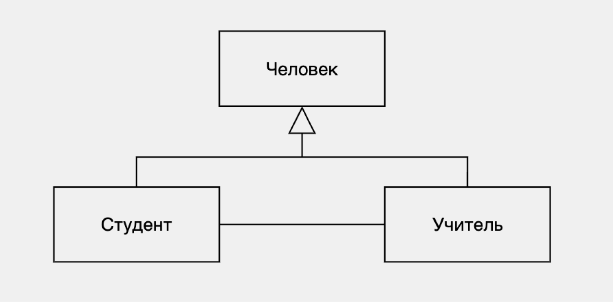 Человек
Студент
Учитель